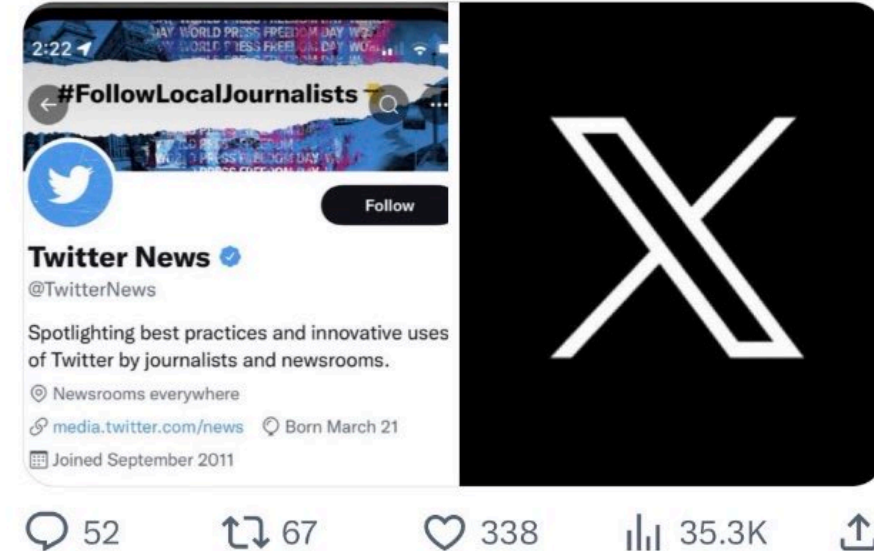 2:22
#FollowLocalJournalists
Follow
Twitter News
@TwitterNews
Spotlighting best practices and innovative uses
of Twitter by journalists and newsrooms.
Newsrooms everywhere
media.twitter.com/news Born March 21
Joined September 2011
52 67 338 35.3K